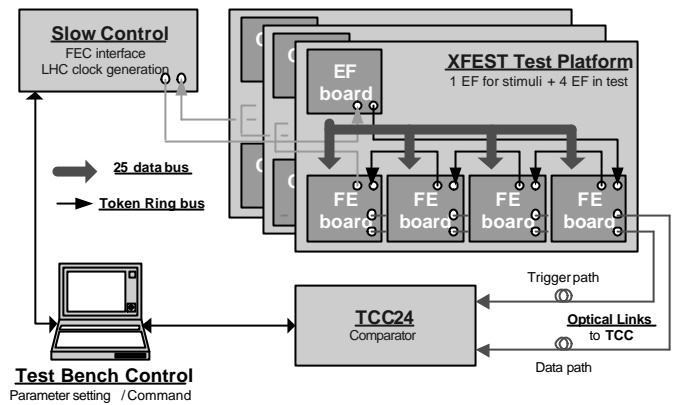 Slow Control
FEC interface
LHC clock generation
XFEST Test Platform
1 EF for stimuli + 4 EF in test
EF
board
25 data bus
Token Ring bus
FE
board
FE
board
FE
board
FE
board
Trigger path
Optical Links
to TCC
Data path
TCC24
Comparator
Test Bench Control
Parameter setting / Command